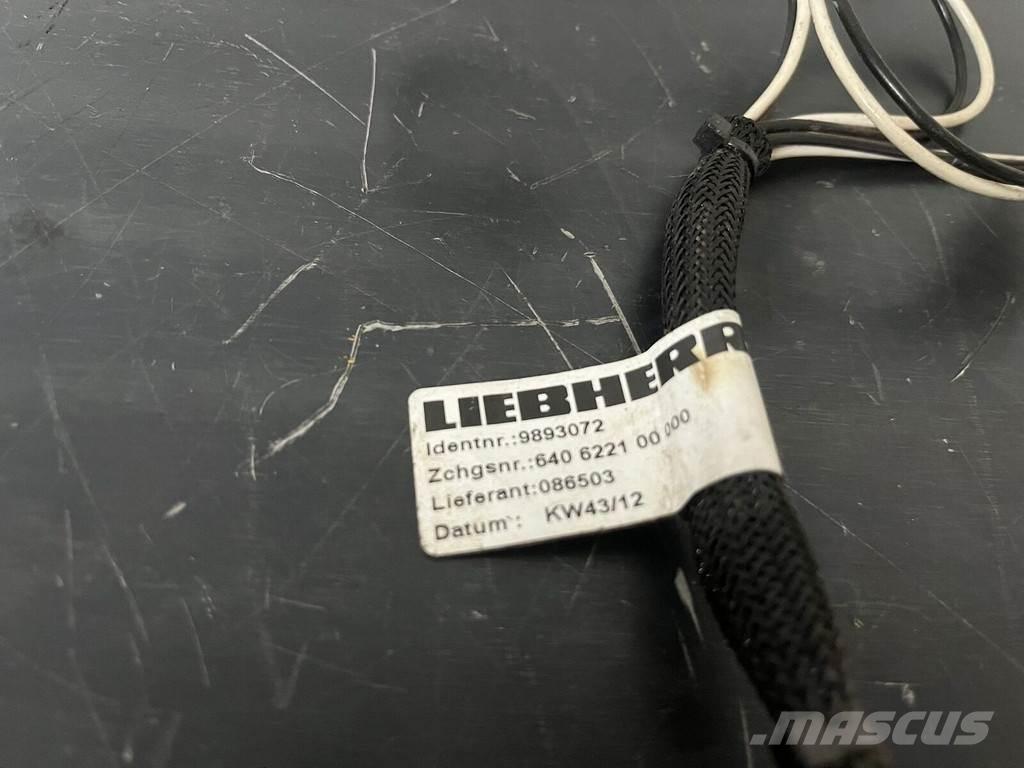 LIEBHERR
Identnr.:9893072
Zchgsnr.:640 6221 00 000
Lieferant:086503
Datum : KW43/12
MASCUS